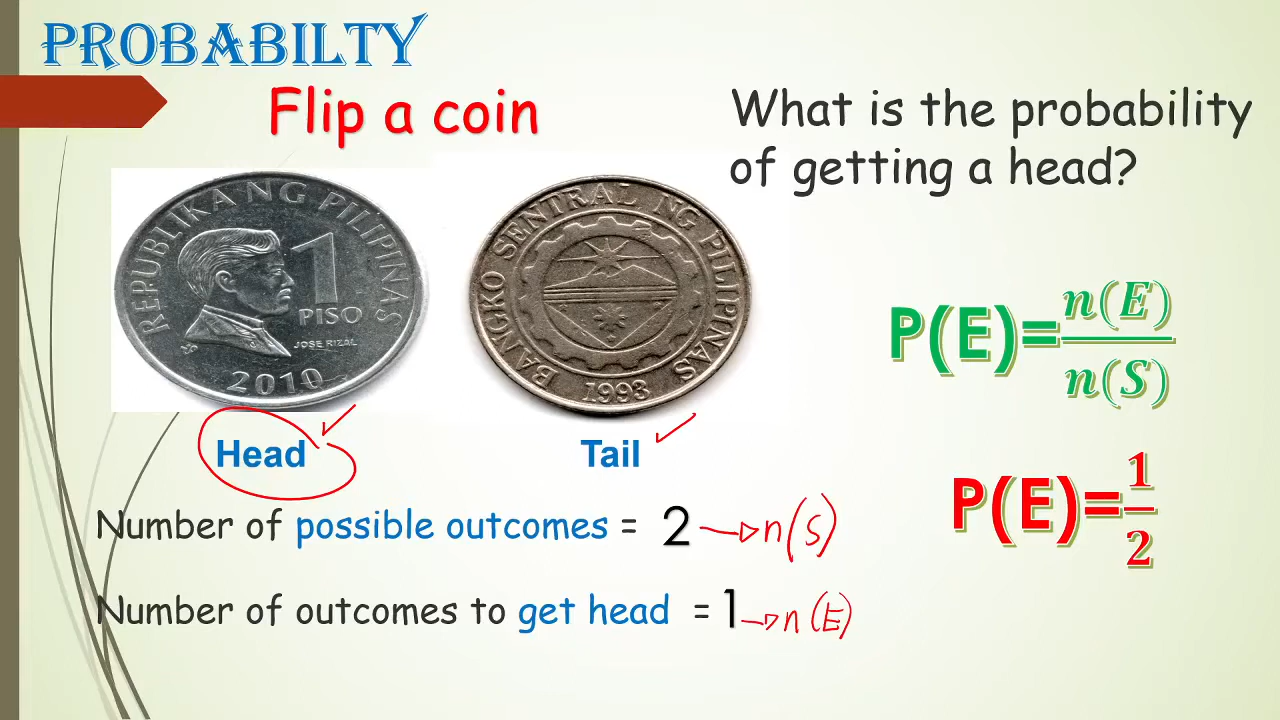 PROBABILTY
Flip a coin
What is the probability
of getting a head?
REPUBLIKA NG PILIPINAS
1
PISO
JOSE RIZAL
2010
BANGKO SENTRAL NG PILIPINAS
1993
Head
Tail
P(E)=n(E)/n(S)
Number of possible outcomes = 2 → n(S)
Number of outcomes to get head = 1 → n(E)
P(E)=1/2